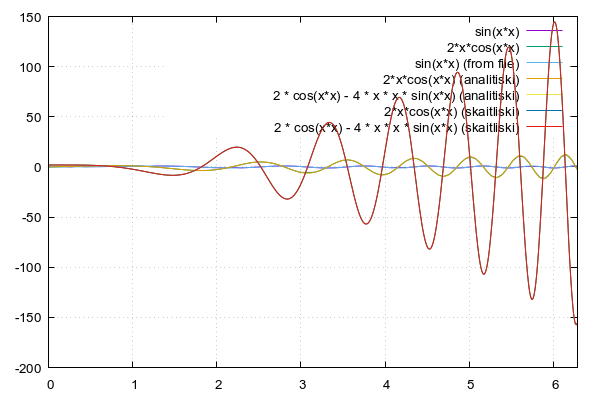 150
sin(x*x)
2*x*cos(x*x)
100
sin(x*x) (from file)
2*x*cos(x*x) (analitiski)
2 * cos(x*x) - 4 * x * x * sin(x*x) (analitiski)
50
2*x*cos(x*x) (skaitliski)
2 * cos(x*x) - 4 * x * x * sin(x*x) (skaitliski)
0
-50
-100
-150
-200
0 1 2 3 4 5 6